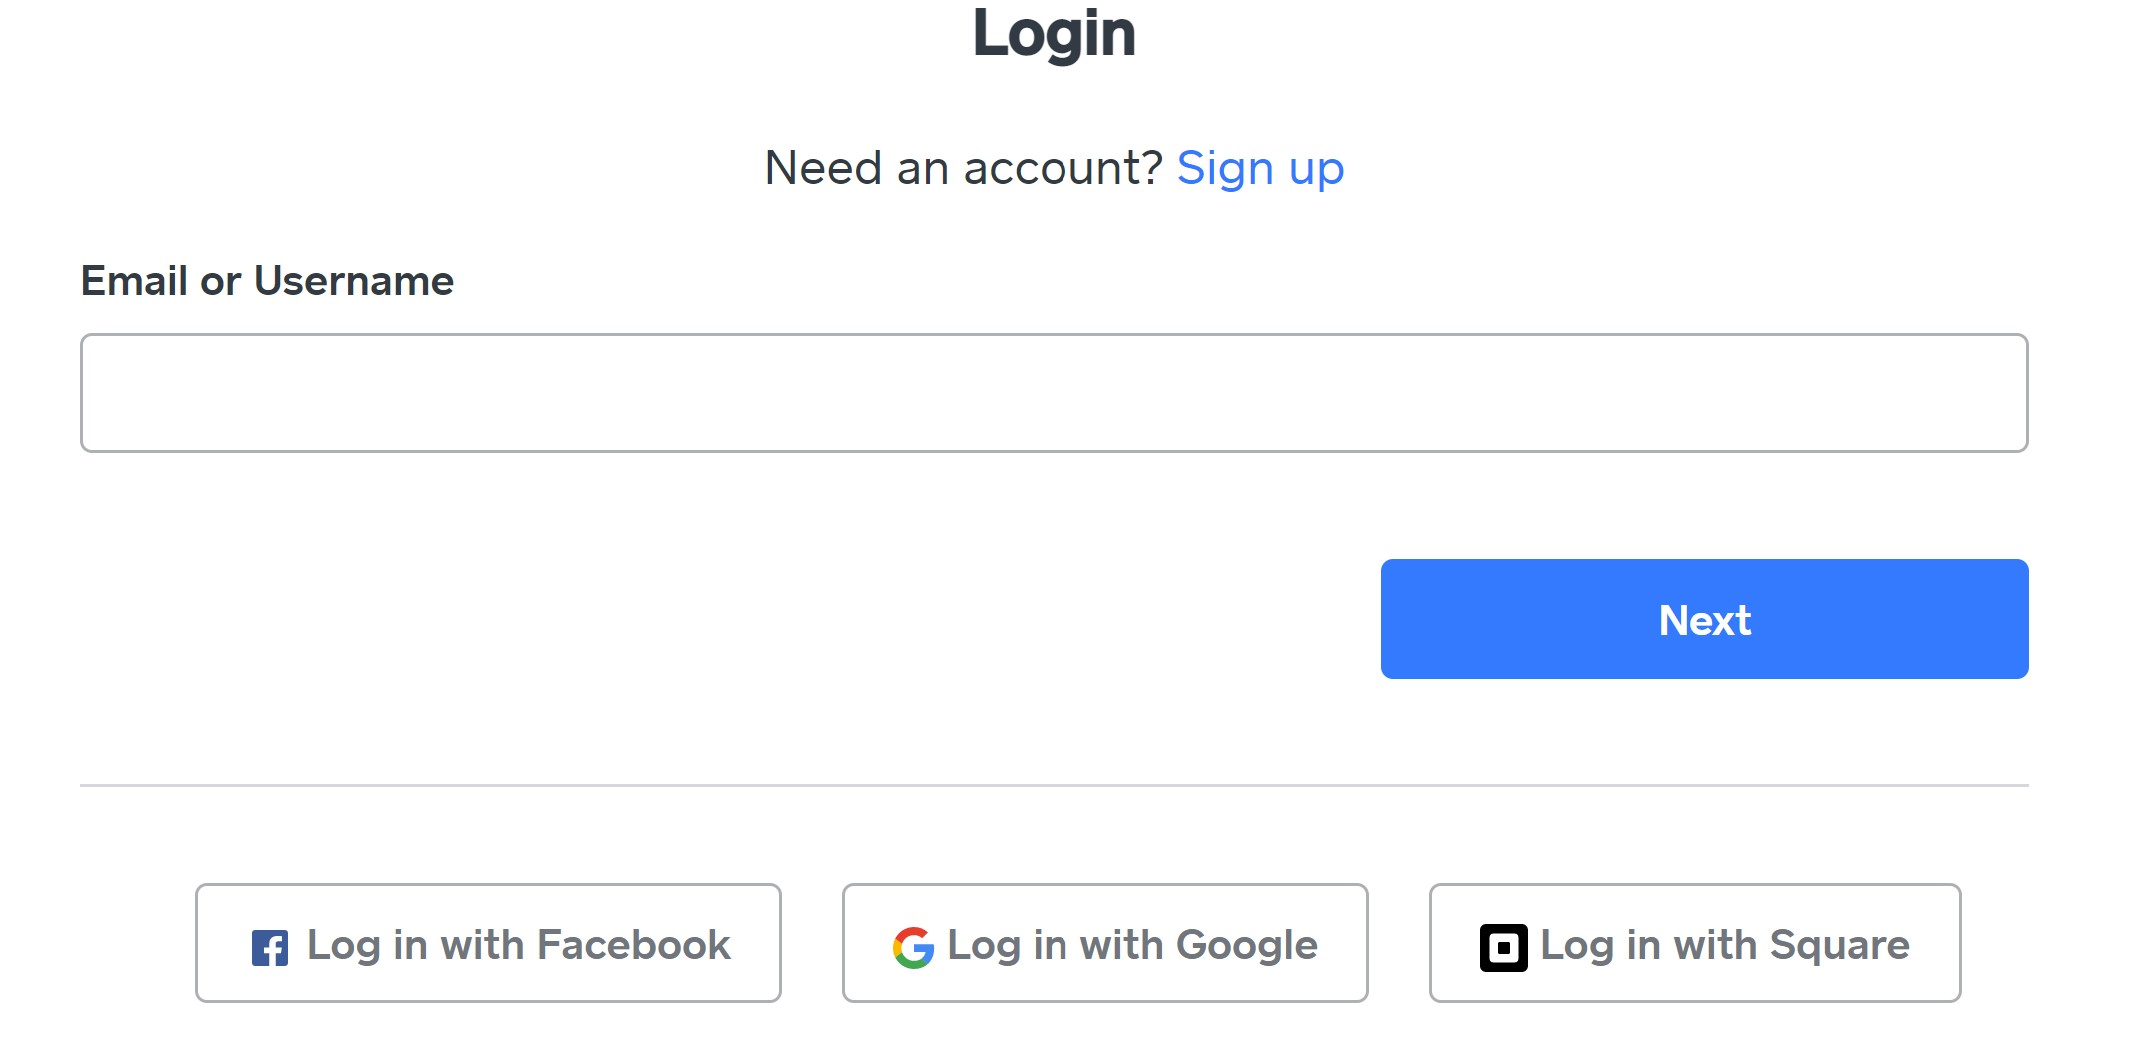 Login
Need an account? Sign up
Email or Username
Next
Log in with Facebook
Log in with Google
Log in with Square